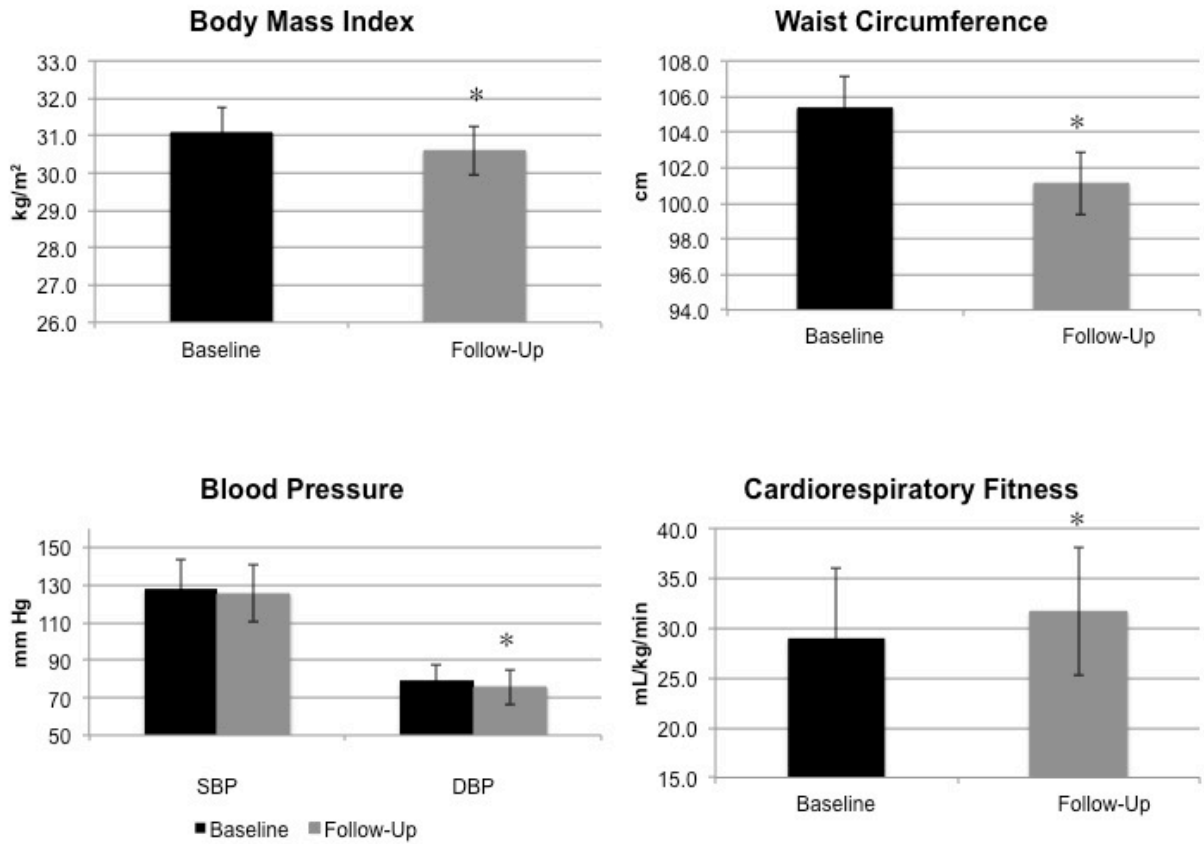 Body Mass Index
33.0
32.0
31.0
30.0
29.0
28.0
27.0
26.0
kg/m²
*
Baseline Follow-Up
Waist Circumference
108.0
106.0
104.0
102.0
100.0
98.0
96.0
94.0
cm
*
Baseline Follow-Up
Blood Pressure
150
130
110
90
70
50
mm Hg
*
SBP DBP
Baseline Follow-Up
Cardiorespiratory Fitness
40.0
35.0
30.0
25.0
20.0
15.0
mL/kg/min
*
Baseline Follow-Up